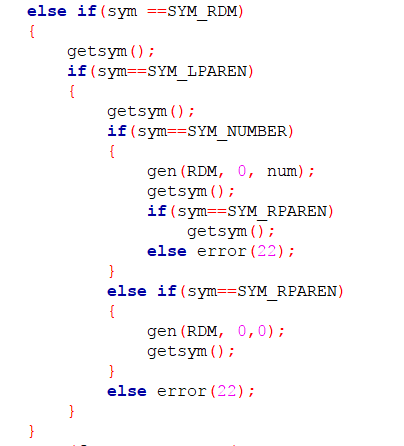 else if(sym ==SYM_RDM)
{
    getsym();
    if(sym==SYM_LPAREN)
    {
        getsym();
        if(sym==SYM_NUMBER)
        {
            gen(RDM, 0, num);
            getsym();
            if(sym==SYM_RPAREN)
                getsym();
            else error(22);
        }
        else if(sym==SYM_RPAREN)
        {
            gen(RDM, 0,0);
            getsym();
        }
        else error(22);
    }
}